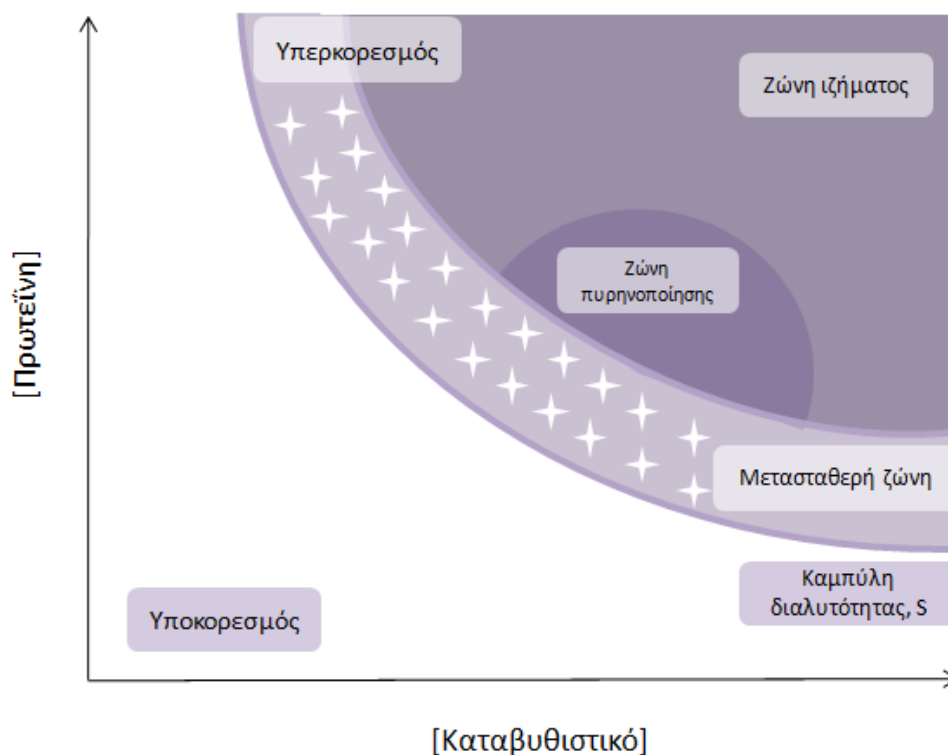 Υπερκορεσμός
Ζώνη ιζήματος
Ζώνη
πυρηνοποίησης
[Πρωτεΐνη]
Μετασταθερή ζώνη
Καμπύλη
διαλυτότητας, S
Υποκορεσμός
[Καταβυθιστικό]